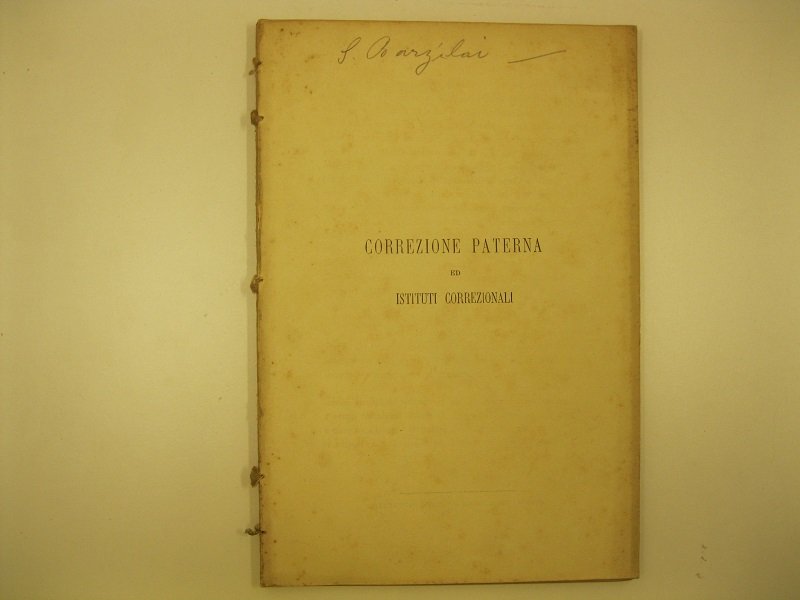 S. Barzilai
CORREZIONE PATERNA
ED
ISTITUTI CORREZIONALI